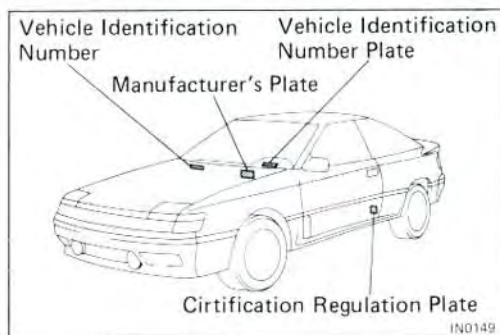 Vehicle Identification
Number
Vehicle Identification
Number Plate
Manufacturer's Plate
Cirtification Regulation Plate
IN0149